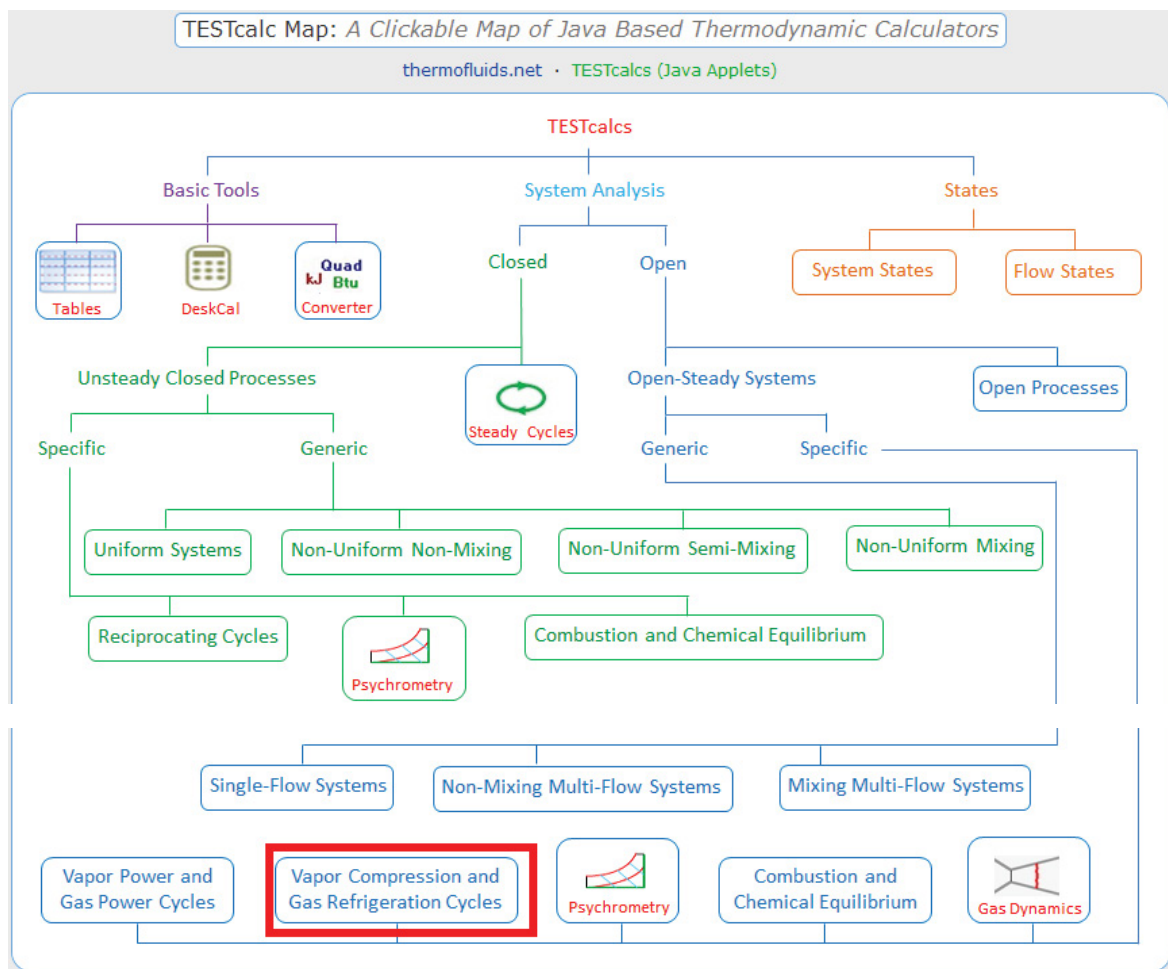 TESTcalc Map: A Clickable Map of Java Based Thermodynamic Calculators
thermofluids.net · TESTcalcs (Java Applets)
TESTcalcs
Basic Tools
System Analysis
States
Tables
DeskCal
Quad
kJ Btu
Converter
Closed
Open
System States
Flow States
Unsteady Closed Processes
Steady Cycles
Open-Steady Systems
Open Processes
Specific
Generic
Generic
Specific
Uniform Systems
Non-Uniform Non-Mixing
Non-Uniform Semi-Mixing
Non-Uniform Mixing
Reciprocating Cycles
Psychrometry
Combustion and Chemical Equilibrium
Single-Flow Systems
Non-Mixing Multi-Flow Systems
Mixing Multi-Flow Systems
Vapor Power and
Gas Power Cycles
Vapor Compression and
Gas Refrigeration Cycles
Psychrometry
Combustion and
Chemical Equilibrium
Gas Dynamics